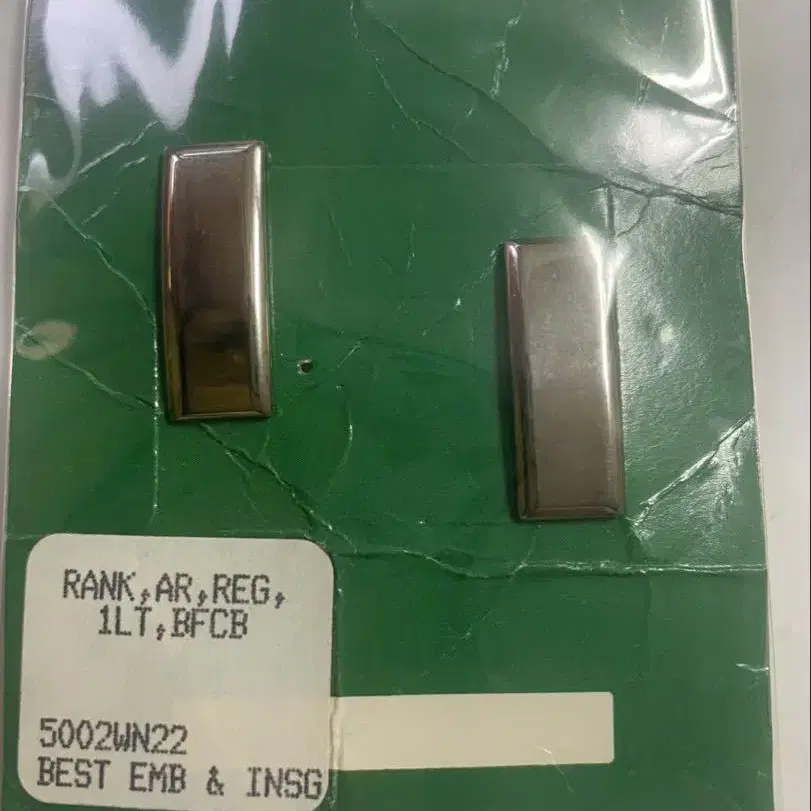 RANK,AR,REG,
1LT,BFCB
5002WN22
BEST EMB & INSG